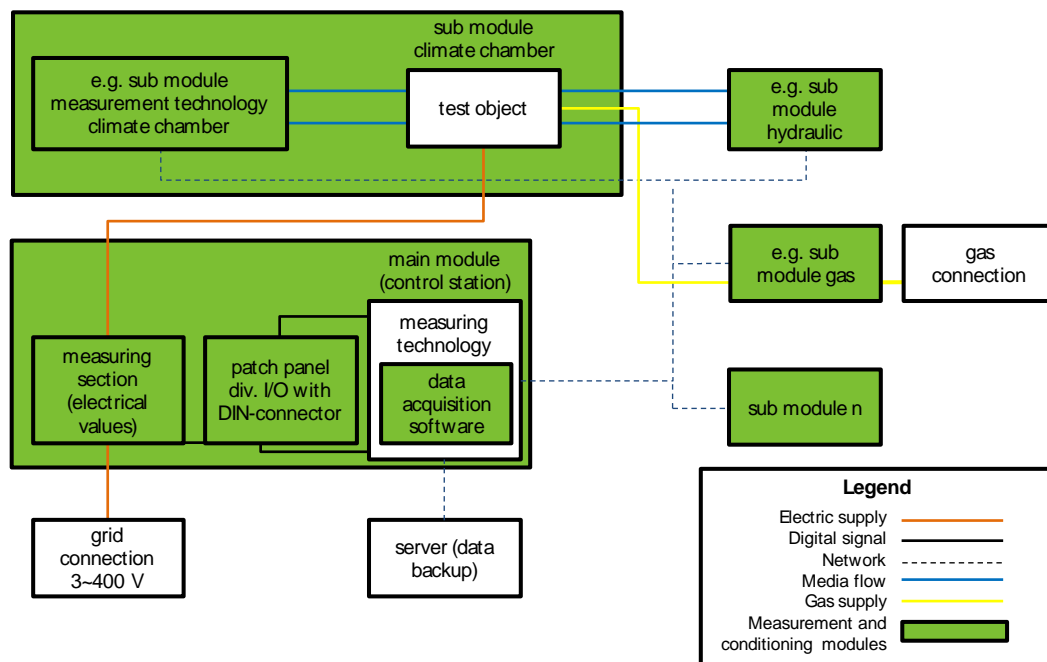 sub module
climate chamber
e.g. sub module
measurement technology
climate chamber
test object
e.g. sub
module
hydraulic
main module
(control station)
e.g. sub
module gas
gas
connection
measuring
section
(electrical
values)
patch panel
div. I/O with
DIN-connector
measuring
technology
data
acquisition
software
sub module n
grid
connection
3~400 V
server (data
backup)
Legend
Electric supply
Digital signal
Network
Media flow
Gas supply
Measurement and
conditioning modules